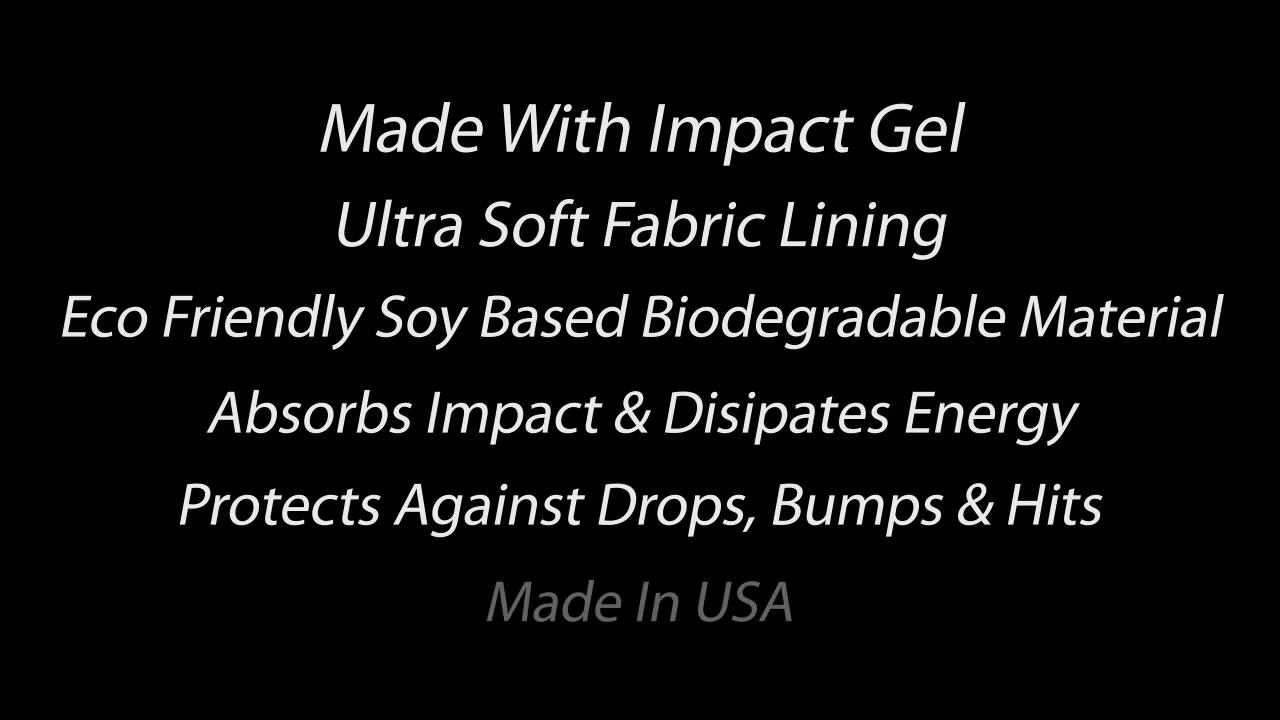 Made With Impact Gel
Ultra Soft Fabric Lining
Eco Friendly Soy Based Biodegradable Material
Absorbs Impact & Disipates Energy
Protects Against Drops, Bumps & Hits
Made In USA